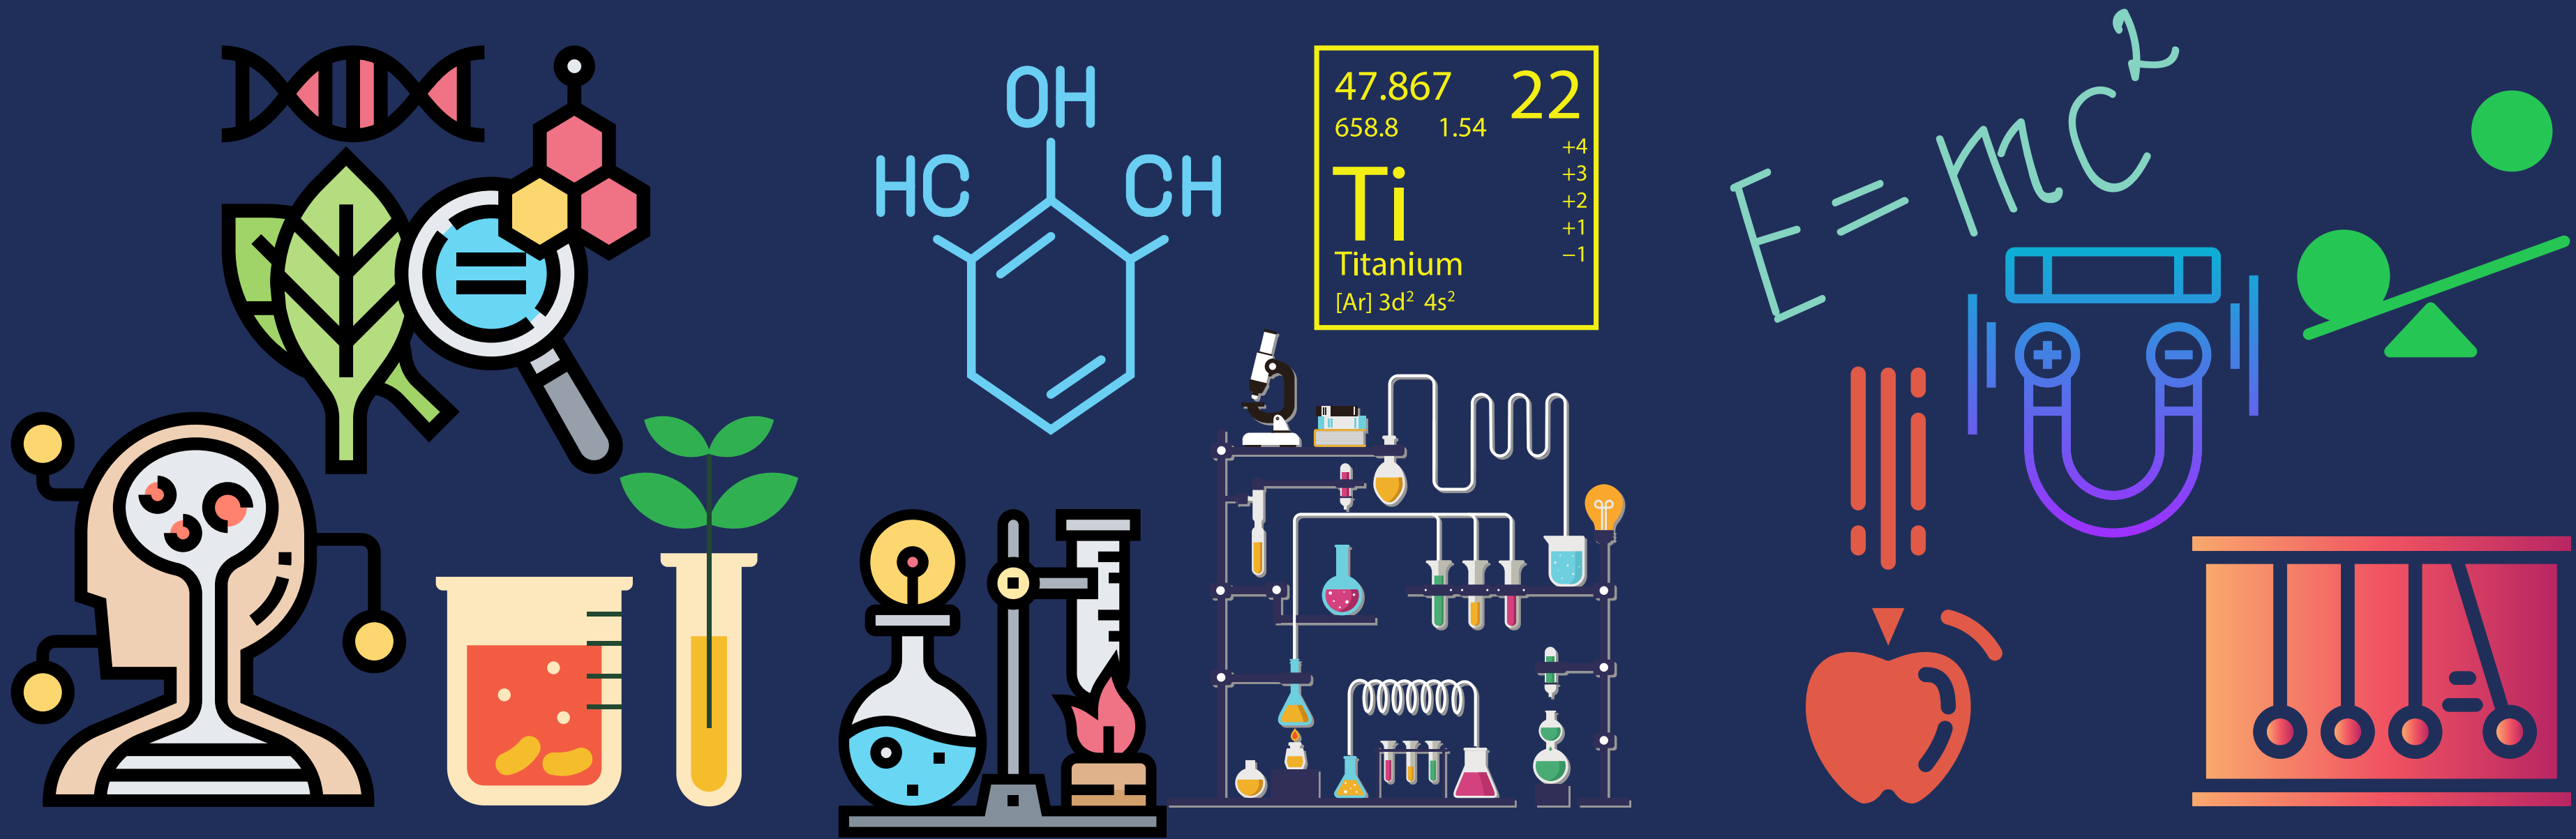 OH
HC CH
47.867 22
658.8 1.54
+4
+3
+2
+1
−1
Ti
Titanium
[Ar] 3d² 4s²
E = mc²
+ −